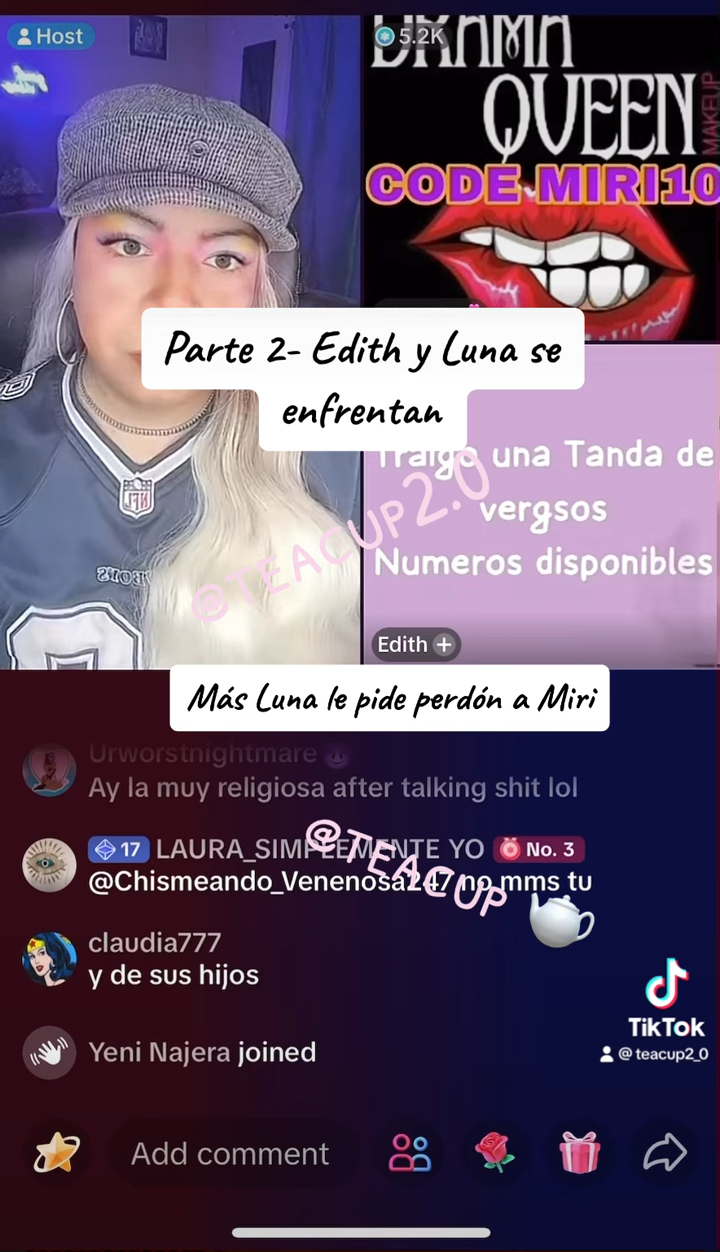 Host
5.2K
DRAMA
QUEEN
MAKEUP
CODE MIRI10
Parte 2- Edith y Luna se
enfrentan
Traigo una Tanda de
vergsos
Numeros disponibles
@TEACUP2.0
NFL
Edith +
Más Luna le pide perdón a Miri
Urworstnightmare
Ay la muy religiosa after talking shit lol
17 LAURA_SIMPLEMENTE YO No. 3
@Chismeando_Venenosa247 no mms tu
@TEACUP
claudia777
y de sus hijos
TikTok
@teacup2_0
Yeni Najera joined
Add comment